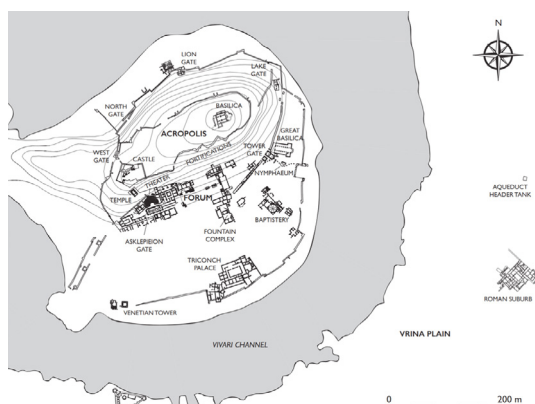 N
LION
GATE
LAKE
GATE
NORTH
GATE
BASILICA
ACROPOLIS
GREAT
BASILICA
WEST
GATE
CASTLE
FORTIFICATIONS
TOWER
GATE
THEATER
NYMPHAEUM
TEMPLE
FORUM
AQUEDUCT
HEADER TANK
BAPTISTERY
ASKLEPIEION
GATE
FOUNTAIN
COMPLEX
TRICONCH
PALACE
ROMAN SUBURB
VENETIAN TOWER
VRINA PLAIN
VIVARI CHANNEL
0 200 m